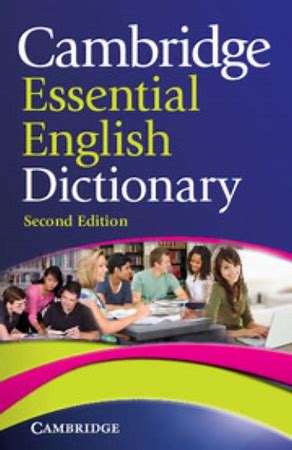 Cambridge
Essential
English
Dictionary
Second Edition
CAMBRIDGE